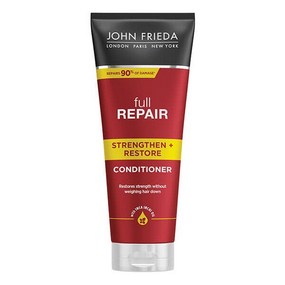 JOHN FRIEDA
LONDON PARIS NEW YORK
REPAIRS 90% OF DAMAGE
full
REPAIR
STRENGTHEN +
RESTORE
CONDITIONER
Restores strength without
weighing hair down.